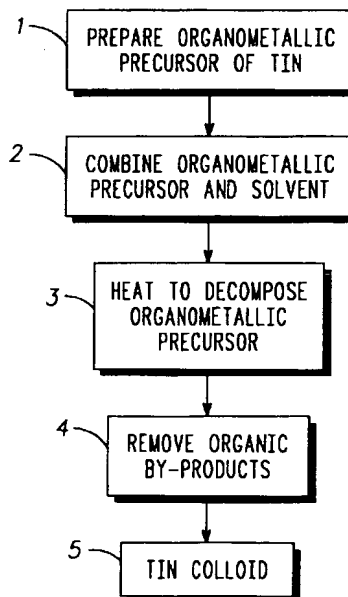 1
PREPARE ORGANOMETALLIC
PRECURSOR OF TIN
2
COMBINE ORGANOMETALLIC
PRECURSOR AND SOLVENT
3
HEAT TO DECOMPOSE
ORGANOMETALLIC
PRECURSOR
4
REMOVE ORGANIC
BY-PRODUCTS
5
TIN COLLOID